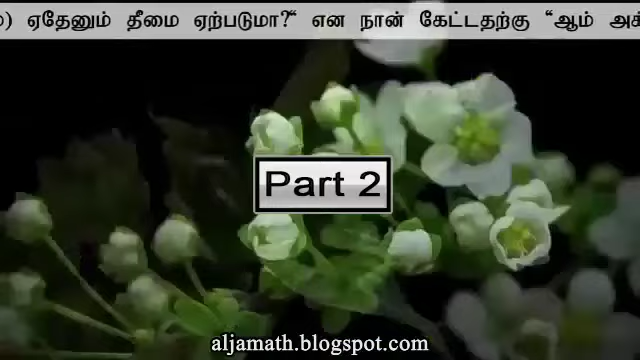 ஏதேனும் தீமை ஏற்படுமா?“ என நான் கேட்டதற்கு “ஆம்
Part 2
aljamath.blogspot.com